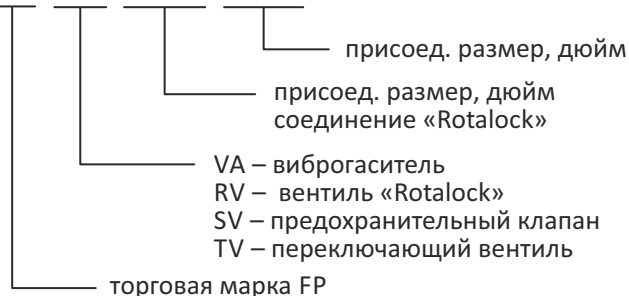 присоед. размер, дюйм
присоед. размер, дюйм
соединение «Rotalock»
VA – виброгаситель
RV – вентиль «Rotalock»
SV – предохранительный клапан
TV – переключающий вентиль
торговая марка FP